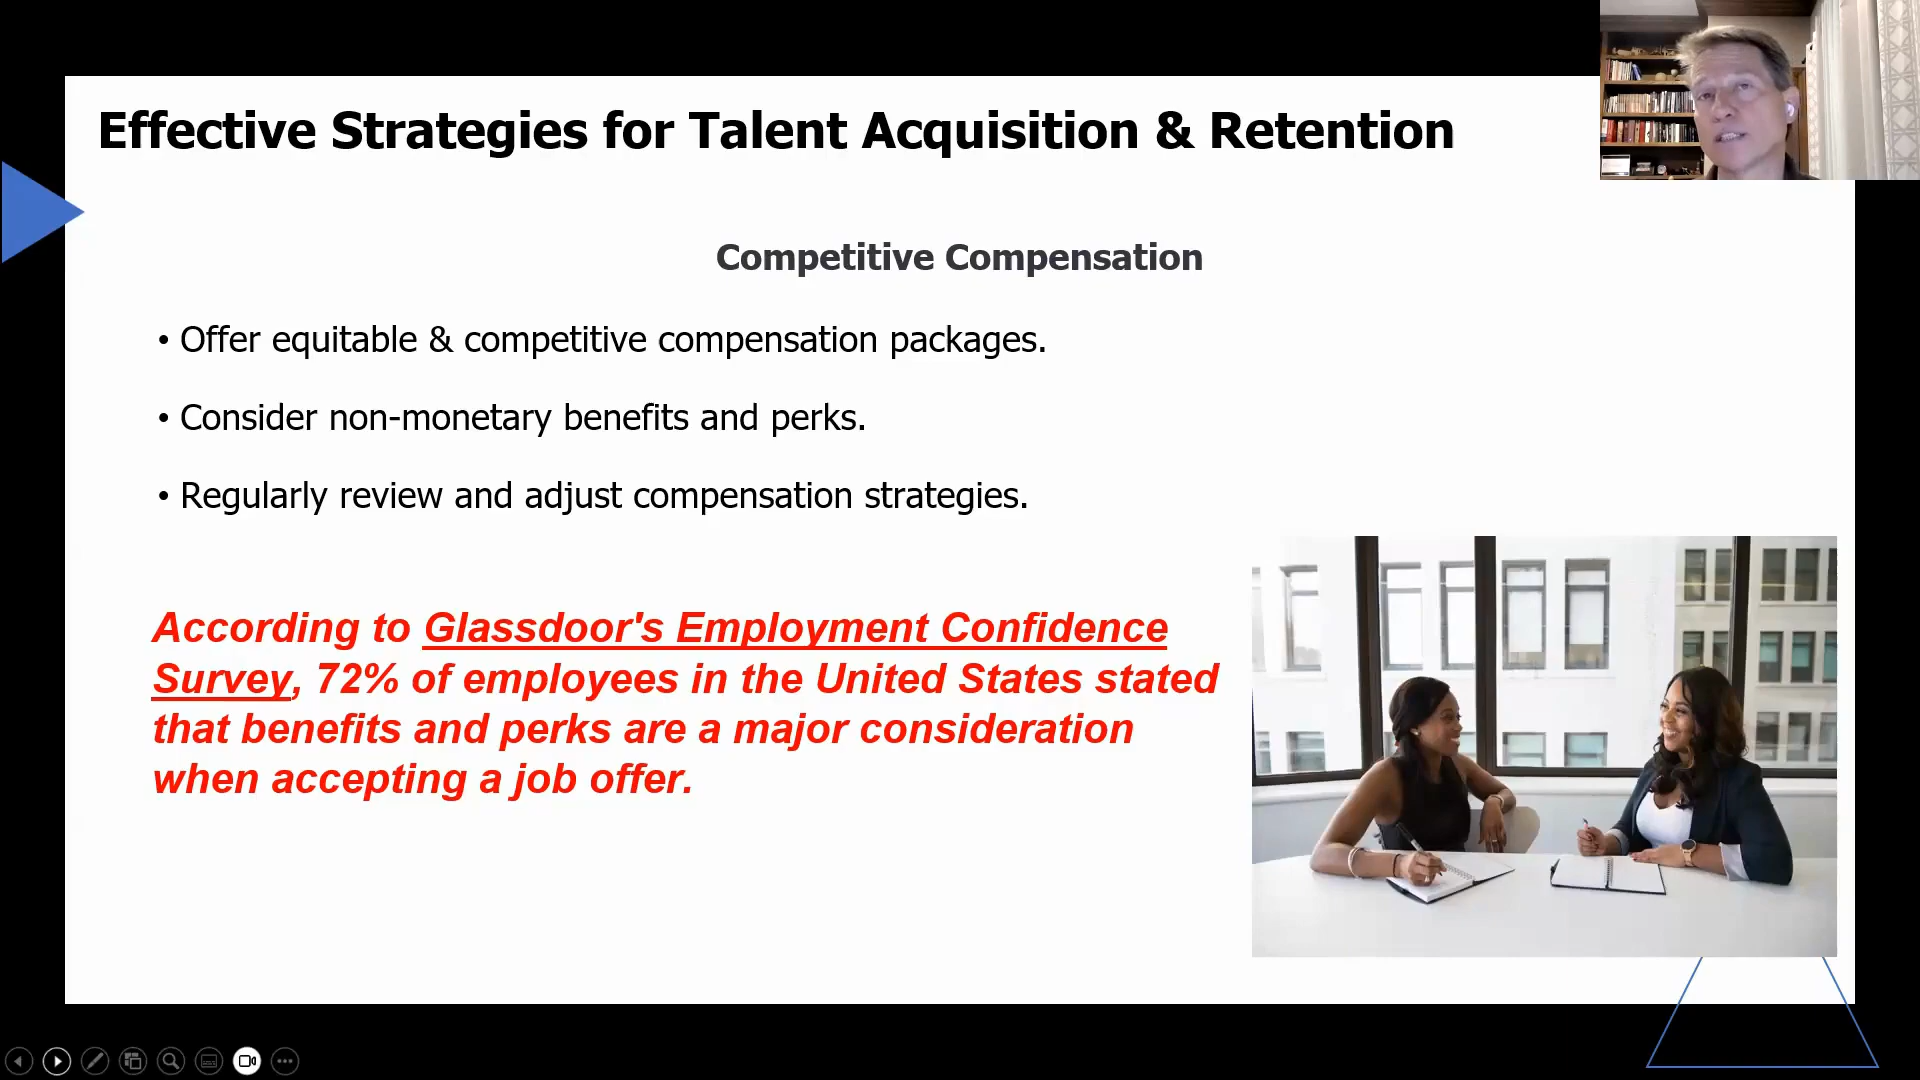 Effective Strategies for Talent Acquisition & Retention
Competitive Compensation
• Offer equitable & competitive compensation packages.
• Consider non-monetary benefits and perks.
• Regularly review and adjust compensation strategies.
According to Glassdoor's Employment Confidence
Survey, 72% of employees in the United States stated
that benefits and perks are a major consideration
when accepting a job offer.